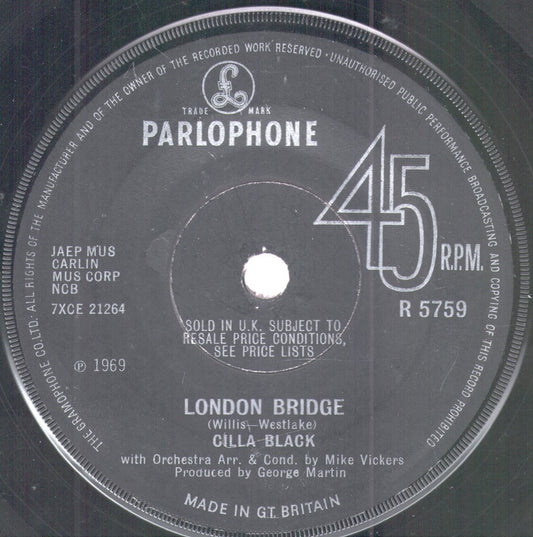 THE GRAMOPHONE CO. LTD. ALL RIGHTS OF THE MANUFACTURER AND OF THE OWNER OF THE RECORDED WORK RESERVED · UNAUTHORISED PUBLIC PERFORMANCE BROADCASTING AND COPYING OF THIS RECORD PROHIBITED
£
TRADE MARK
PARLOPHONE
45
R.P.M.
JAEP MUS
CARLIN
MUS CORP
NCB
7XCE 21264
R 5759
SOLD IN U.K. SUBJECT TO
RESALE PRICE CONDITIONS,
SEE PRICE LISTS
℗ 1969
LONDON BRIDGE
(Willis-Westlake)
CILLA BLACK
with Orchestra Arr. & Cond. by Mike Vickers
Produced by George Martin
MADE IN GT. BRITAIN